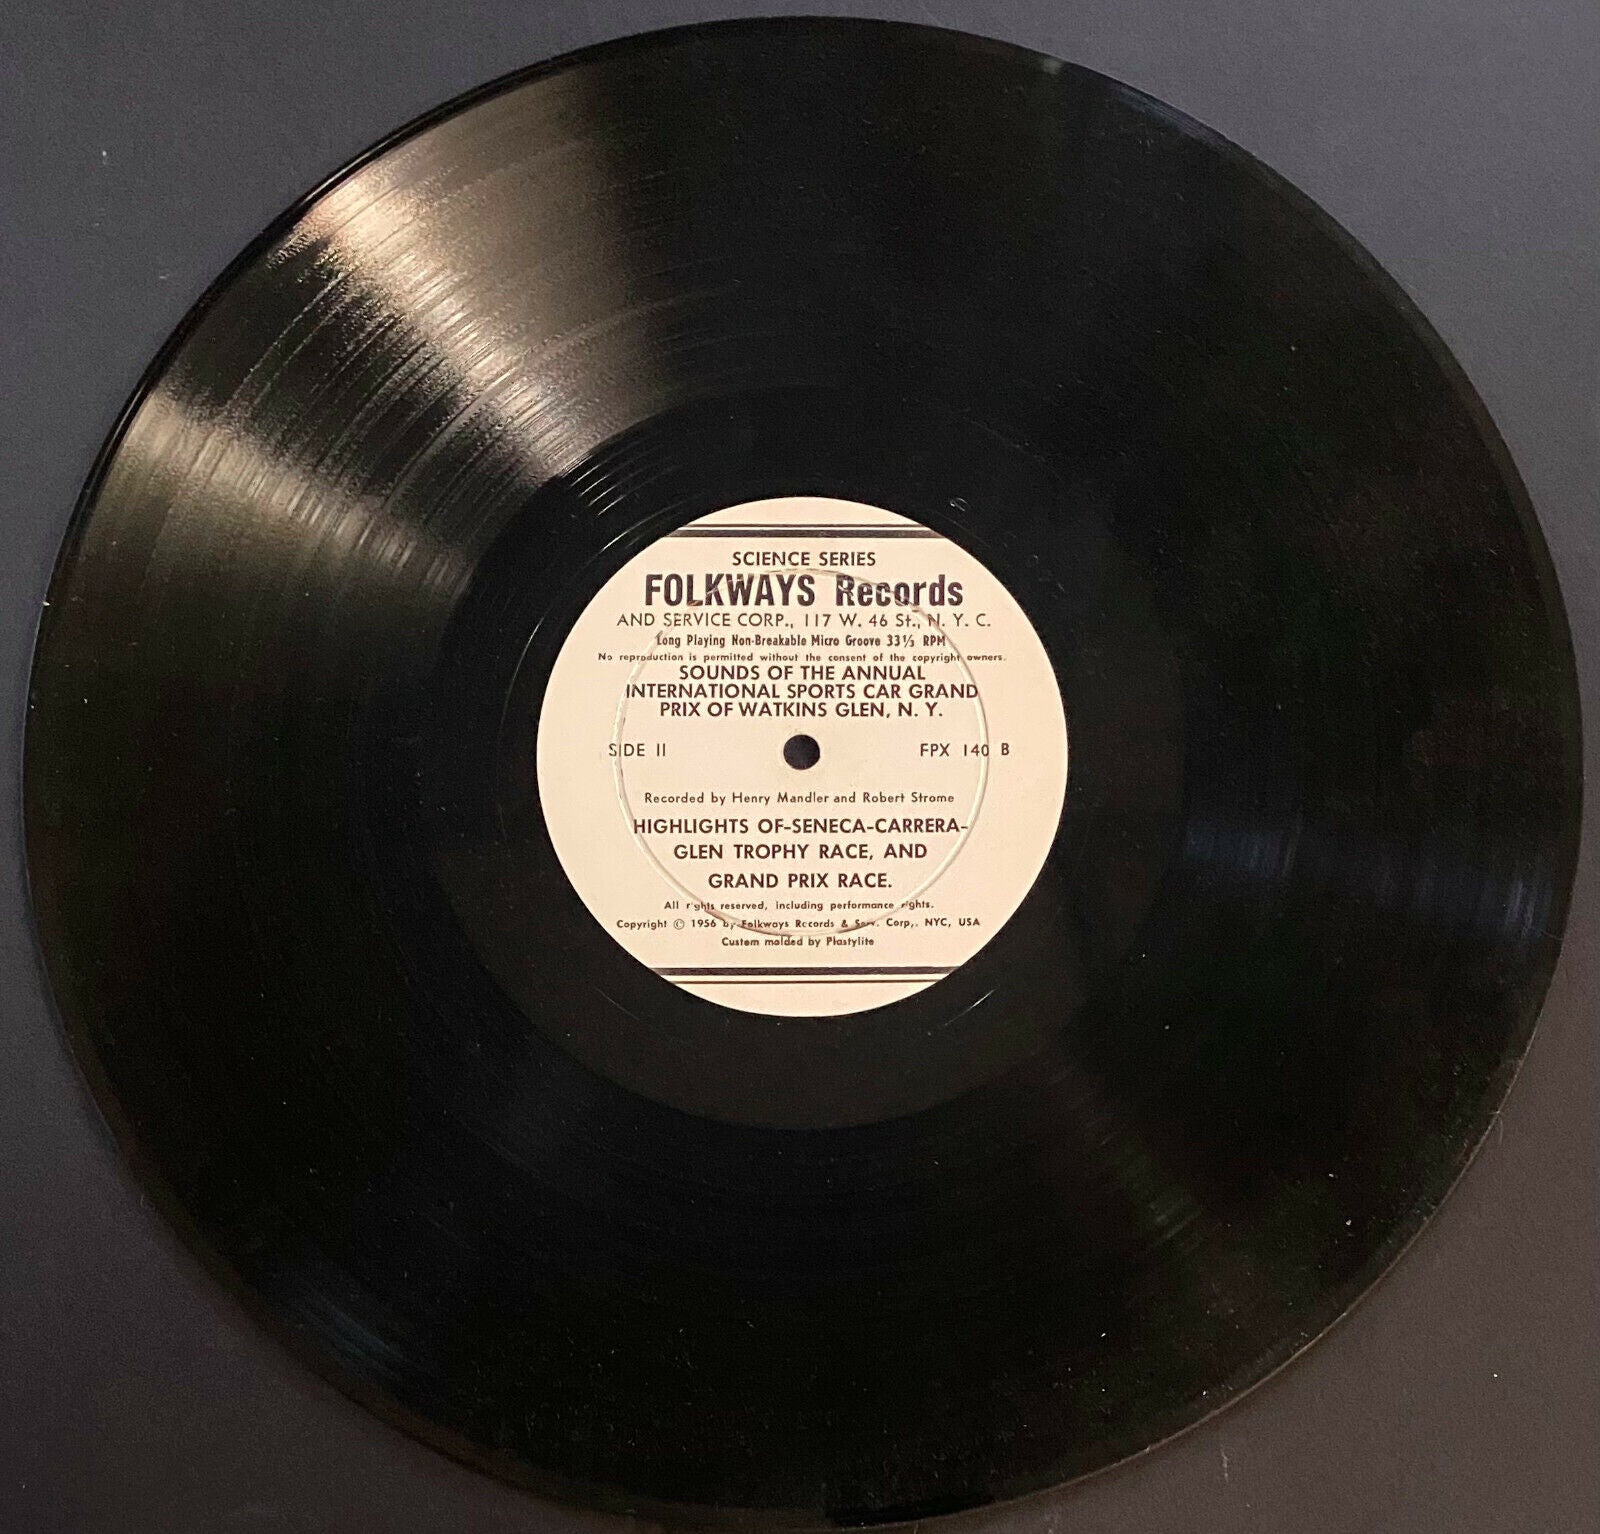 SCIENCE SERIES
FOLKWAYS Records
AND SERVICE CORP., 117 W. 46 St., N. Y. C.
Long Playing Non-Breakable Micro Groove 33⅓ RPM
No reproduction is permitted without the consent of the copyright owners.
SOUNDS OF THE ANNUAL
INTERNATIONAL SPORTS CAR GRAND
PRIX OF WATKINS GLEN, N. Y.
SIDE II FPX 140 B
Recorded by Henry Mandler and Robert Strome
HIGHLIGHTS OF-SENECA-CARRERA-
GLEN TROPHY RACE, AND
GRAND PRIX RACE.
All rights reserved, including performance rights.
Copyright © 1956 by Folkways Records & Serv. Corp,. NYC, USA
Custom molded by Plastylite